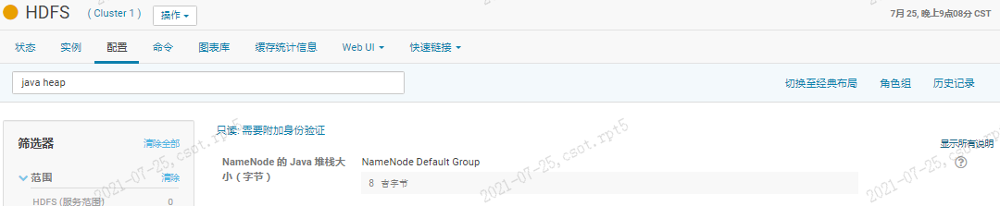 HDFS ( Cluster 1 ) 操作 7月 25, 晚上9点08分 CST
状态 实例 配置 命令 图表库 缓存统计信息 Web UI 快速链接
java heap 切换至经典布局 角色组 历史记录
筛选器 清除全部 只读: 需要附加身份验证
显示所有说明
NameNode 的 Java 堆栈大 NameNode Default Group
小（字节） 8 吉字节
范围 清除
HDFS (服务范围) 0
2021-07-25,csot.rpt5
2021-07-25,csot.rpt5
2021-07-25,csot.rpt5